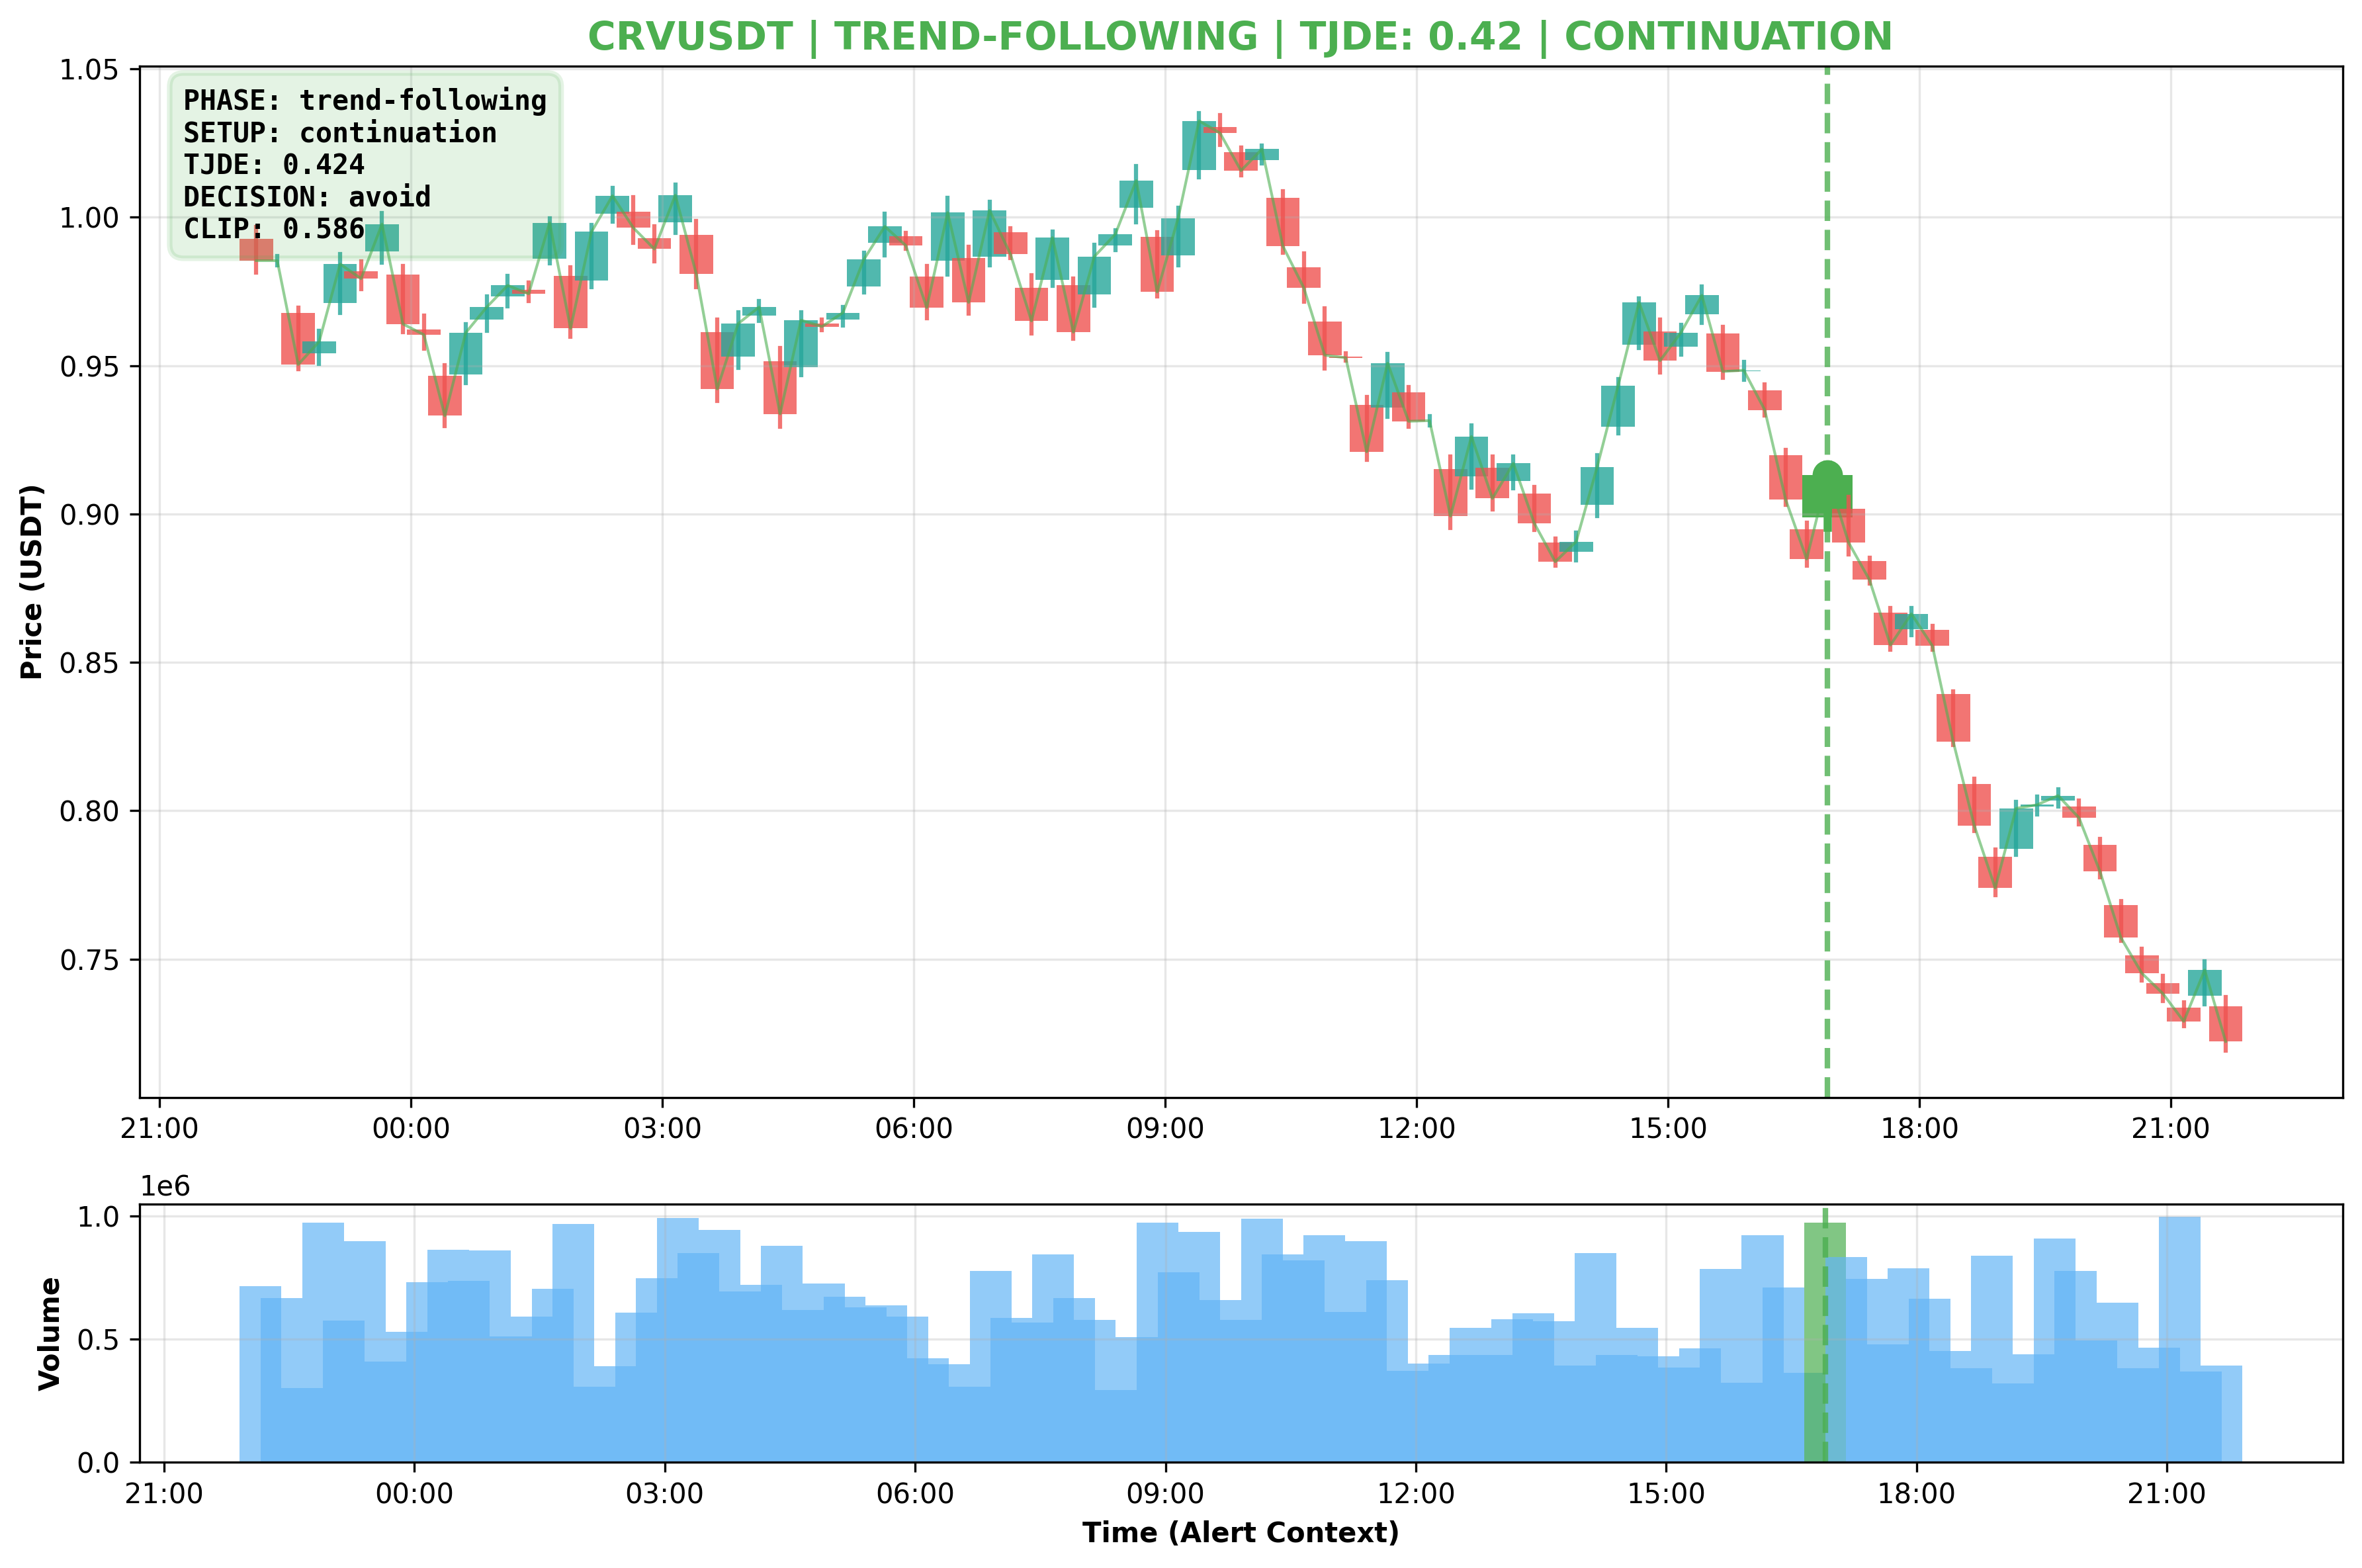 CRVUSDT | TREND-FOLLOWING | TJDE: 0.42 | CONTINUATION
PHASE: trend-following
SETUP: continuation
TJDE: 0.424
DECISION: avoid
CLIP: 0.586
Price (USDT)
1.05
1.00
0.95
0.90
0.85
0.80
0.75
21:00 00:00 03:00 06:00 09:00 12:00 15:00 18:00 21:00
1e6
Volume
1.0
0.5
0.0
21:00 00:00 03:00 06:00 09:00 12:00 15:00 18:00 21:00
Time (Alert Context)